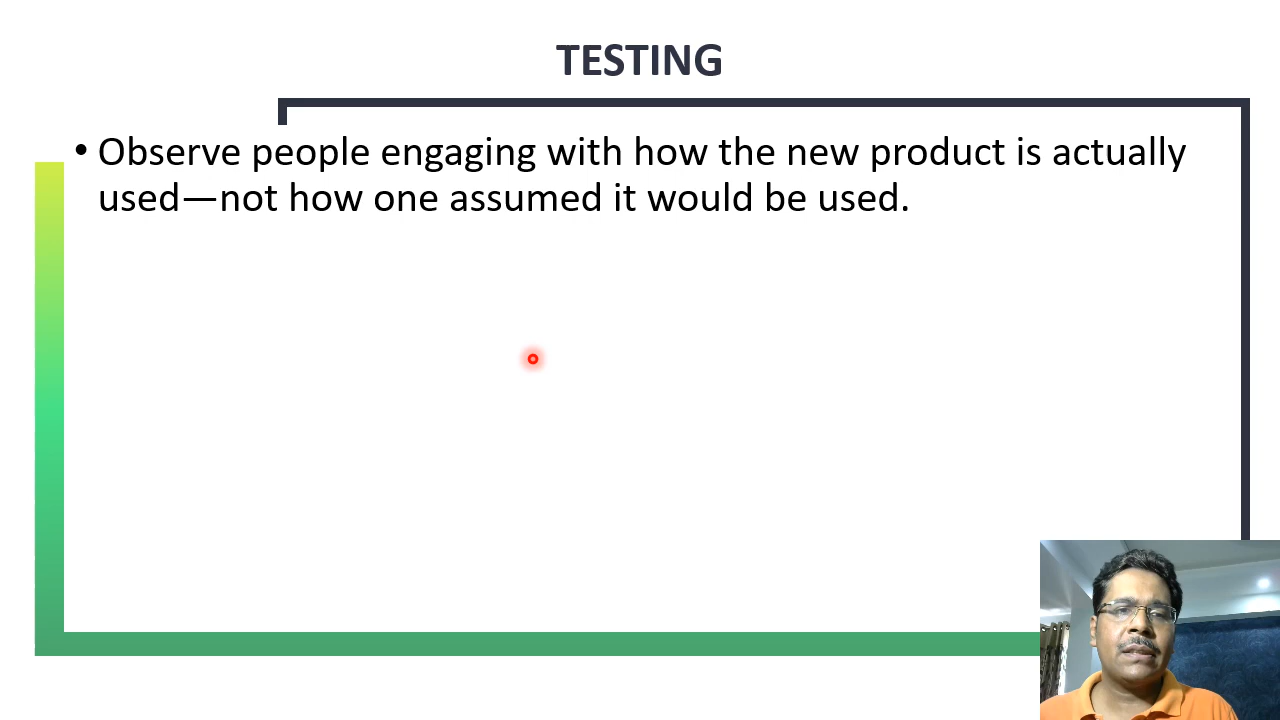 TESTING
• Observe people engaging with how the new product is actually
used—not how one assumed it would be used.